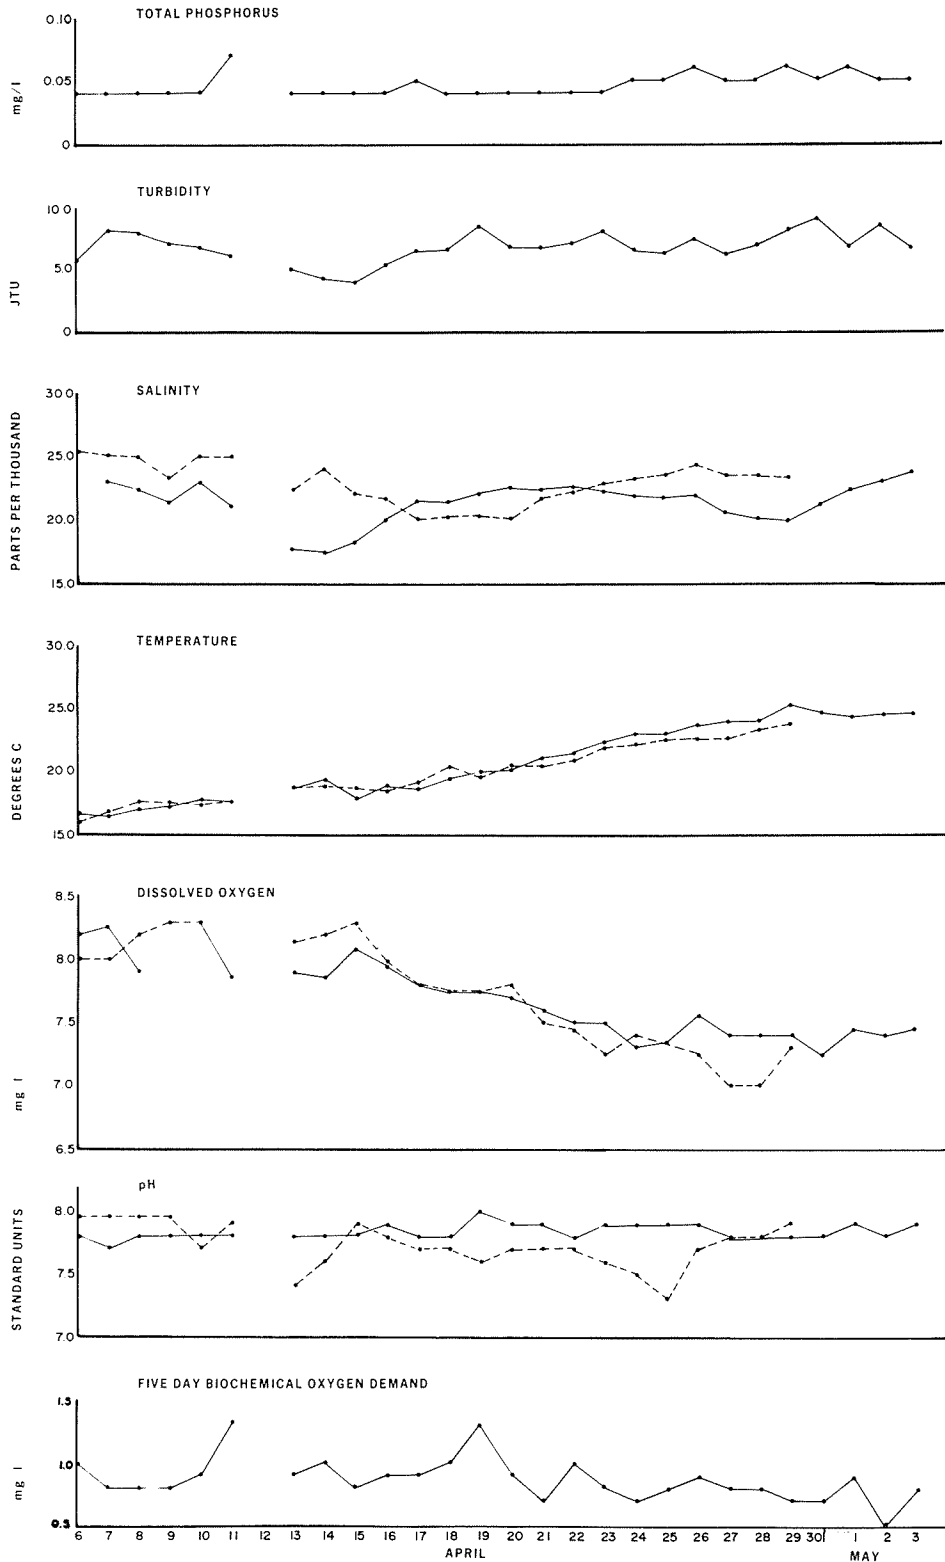 TOTAL PHOSPHORUS
0.10
0.05
0
mg/l
TURBIDITY
10.0
5.0
0
JTU
SALINITY
30.0
25.0
20.0
15.0
PARTS PER THOUSAND
TEMPERATURE
30.0
25.0
20.0
15.0
DEGREES C
DISSOLVED OXYGEN
8.5
8.0
7.5
7.0
6.5
mg l
pH
8.0
7.5
7.0
STANDARD UNITS
FIVE DAY BIOCHEMICAL OXYGEN DEMAND
1.5
1.0
0.5
mg l
6 7 8 9 10 11 12 13 14 15 16 17 18 19 20 21 22 23 24 25 26 27 28 29 30 1 2 3
APRIL MAY